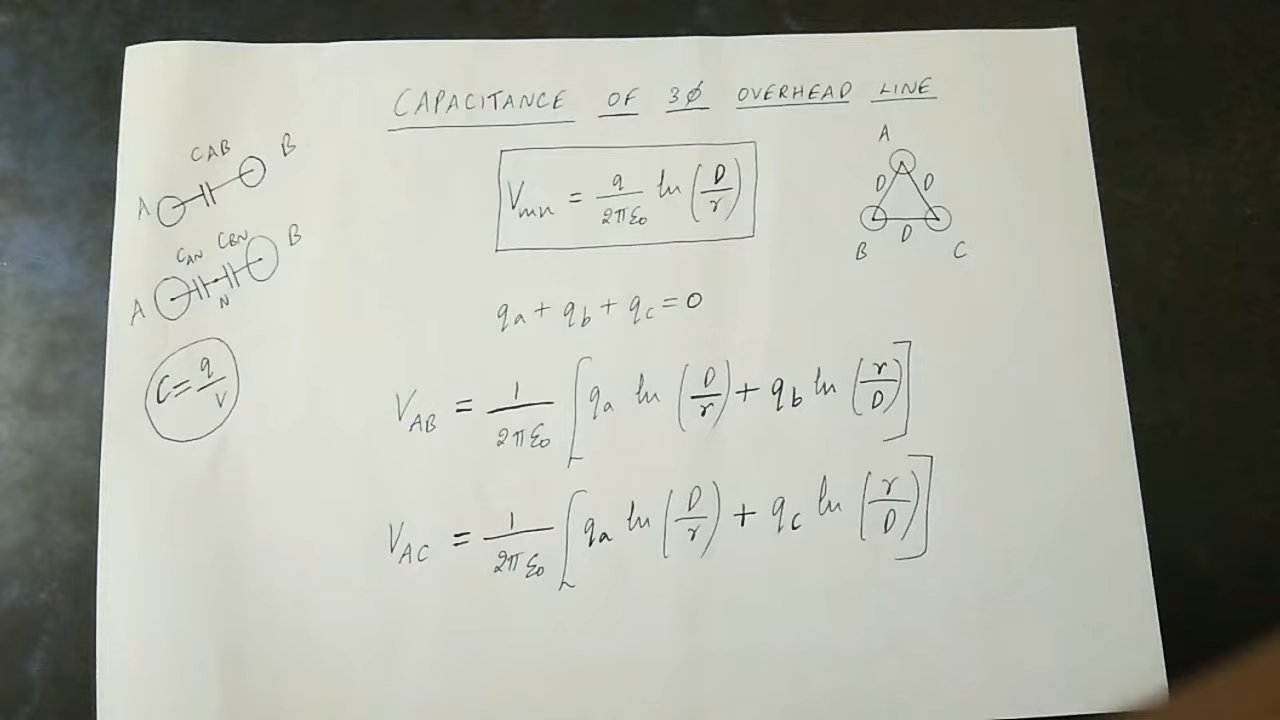 CAPACITANCE OF 3Ø OVERHEAD LINE
CAB
A B
CAN CBN
A N B
C = q/V
Vmn = q/2πε0 ln (D/r)
A
D D
B D C
qa + qb + qc = 0
VAB = 1/2πε0 [qa ln (D/r) + qb ln (r/D)]
VAC = 1/2πε0 [qa ln (D/r) + qc ln (r/D)]